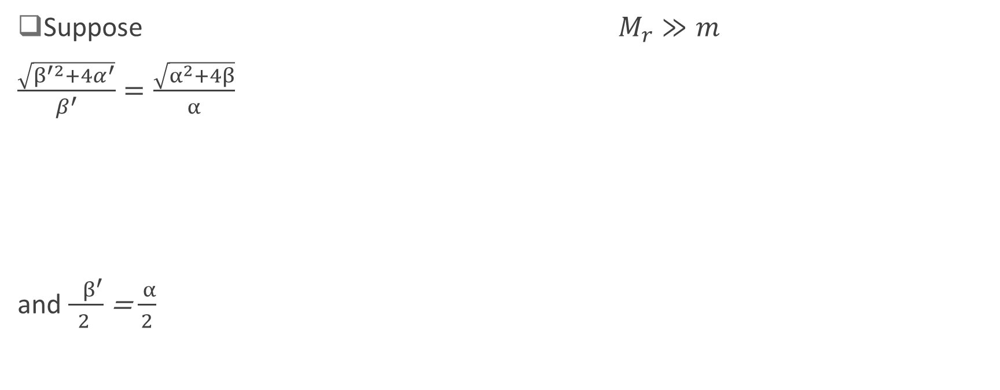 ❑Suppose M_r ≫ m
√(β′²+4α′)/β′ = √(α²+4β)/α
and β′/2 = α/2